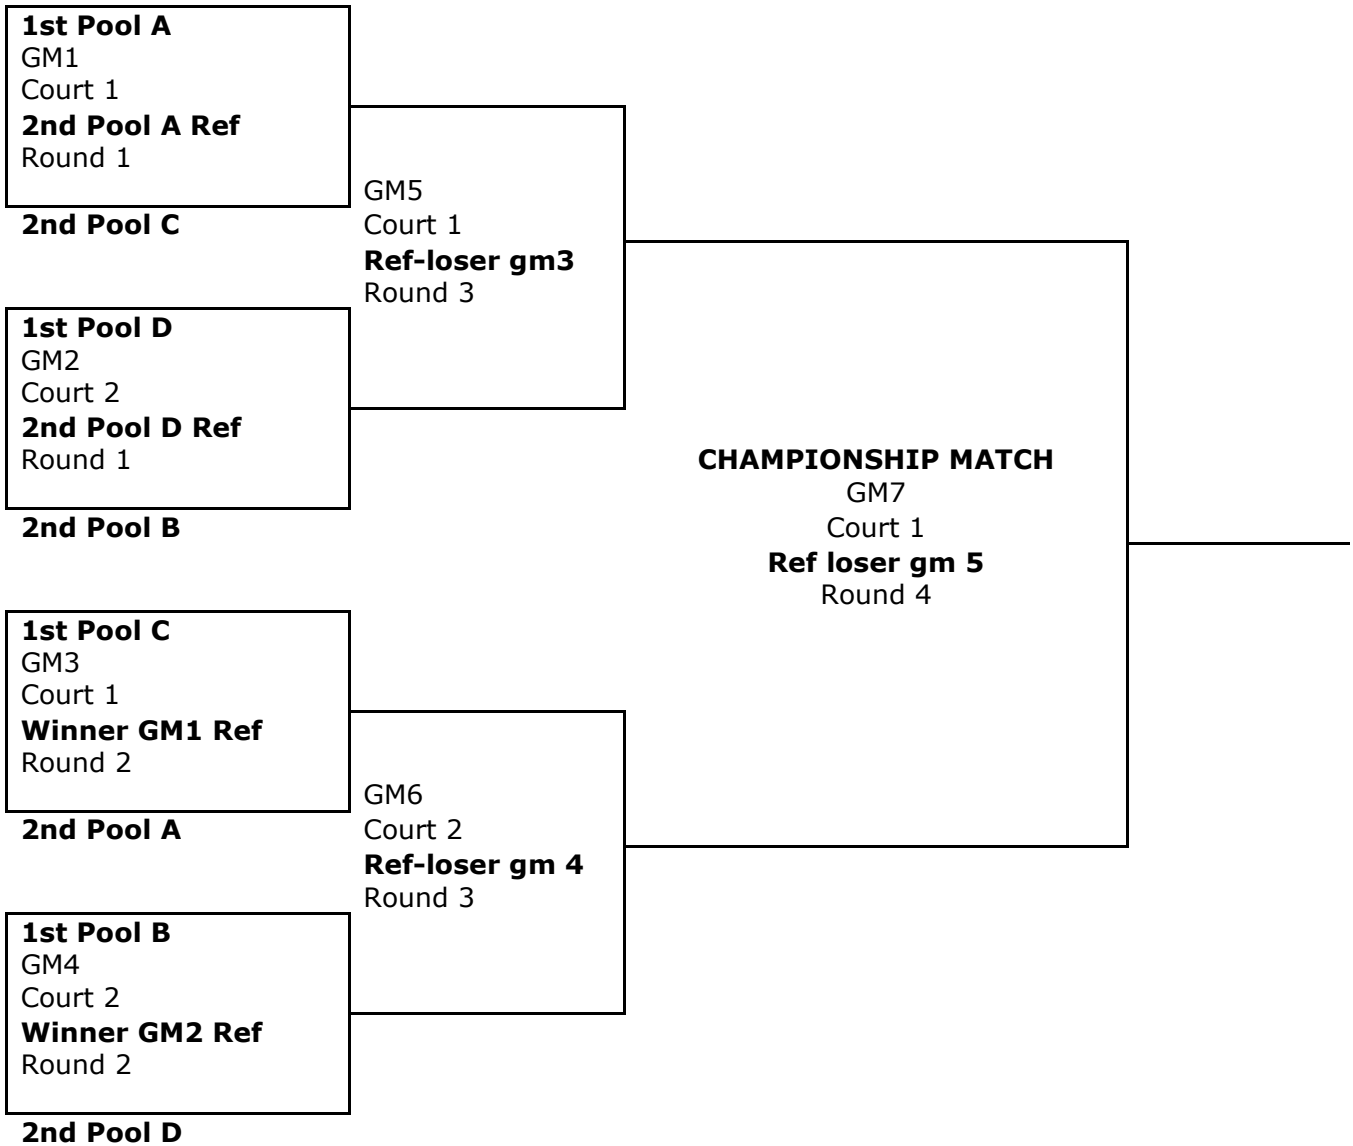 1st Pool A
GM1
Court 1
2nd Pool A Ref
Round 1
2nd Pool C
1st Pool D
GM2
Court 2
2nd Pool D Ref
Round 1
2nd Pool B
1st Pool C
GM3
Court 1
Winner GM1 Ref
Round 2
2nd Pool A
1st Pool B
GM4
Court 2
Winner GM2 Ref
Round 2
2nd Pool D
GM5
Court 1
Ref-loser gm3
Round 3
GM6
Court 2
Ref-loser gm 4
Round 3
CHAMPIONSHIP MATCH
GM7
Court 1
Ref loser gm 5
Round 4